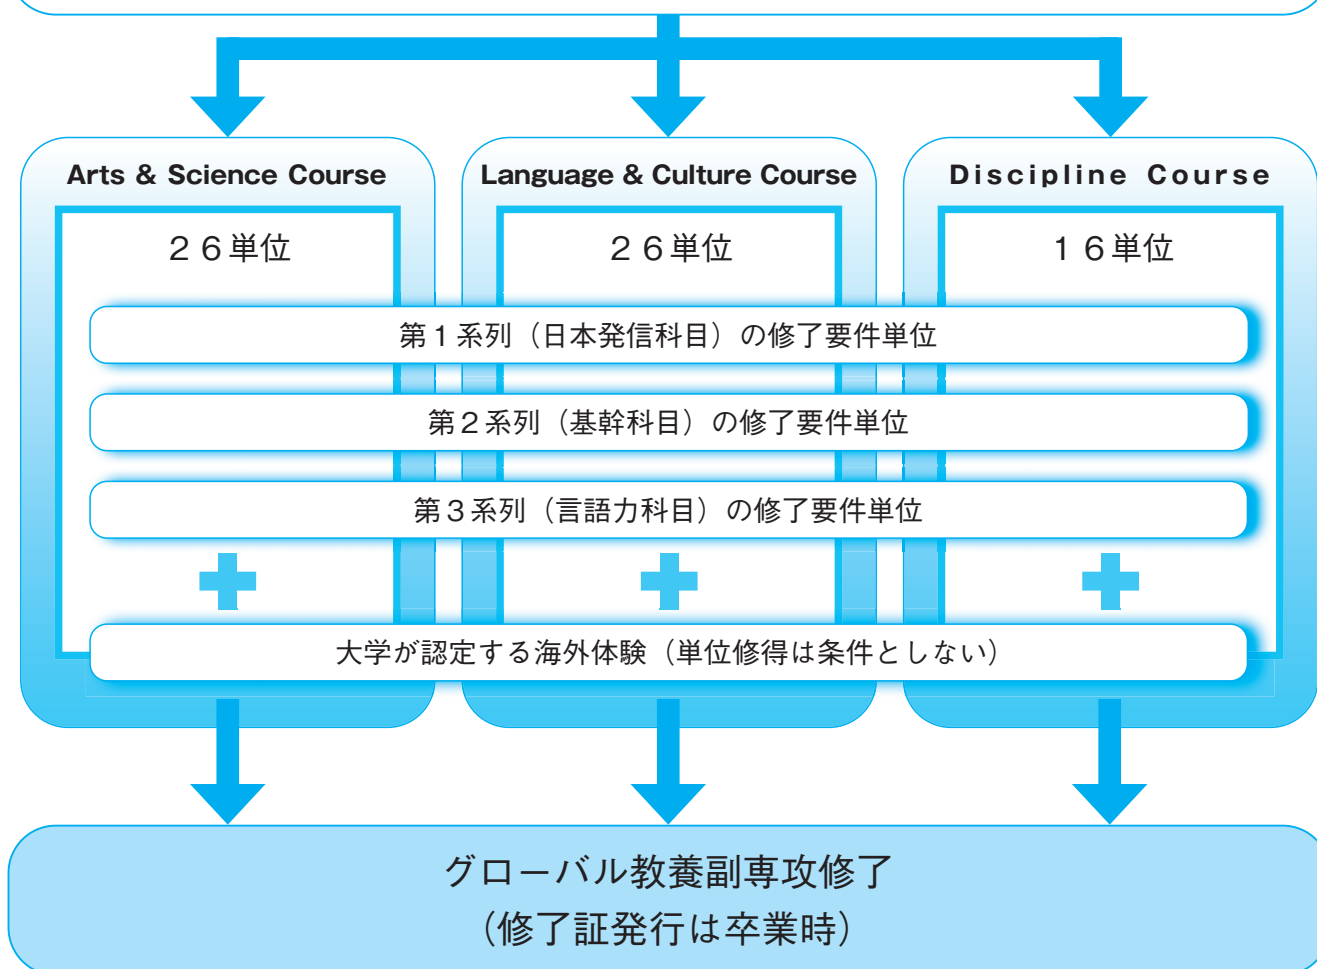 Arts & Science Course
26単位
Language & Culture Course
26単位
Discipline Course
16単位
第1系列（日本発信科目）の修了要件単位
第2系列（基幹科目）の修了要件単位
第3系列（言語力科目）の修了要件単位
大学が認定する海外体験（単位修得は条件としない）
グローバル教養副専攻修了
（修了証発行は卒業時）